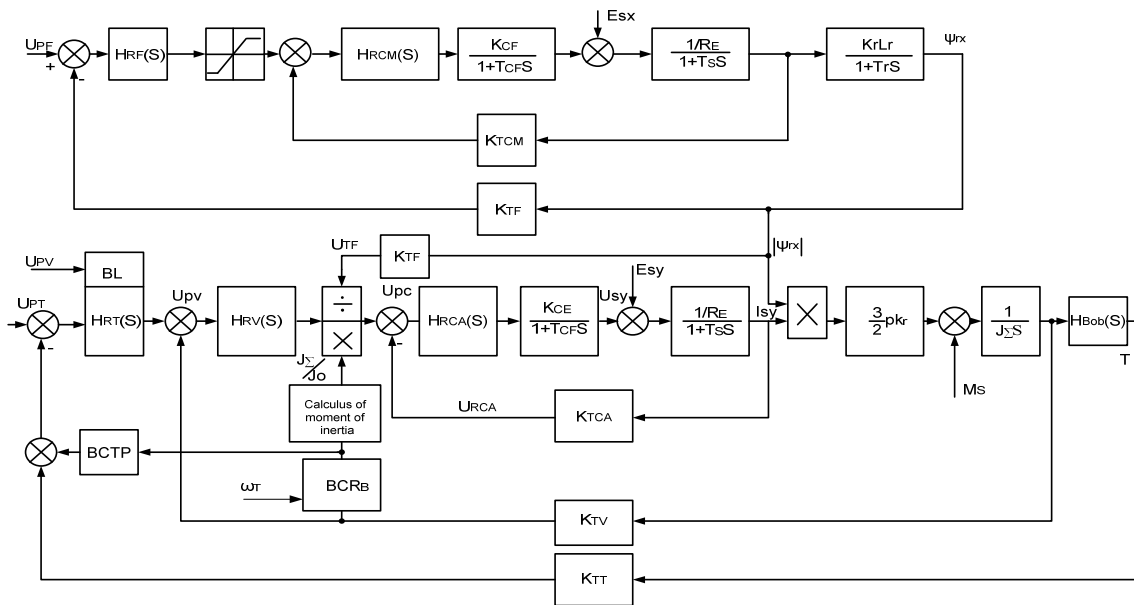 Esx
UPF
+
-
HRF(S)
HRCM(S)
KCF
1+TCFS
1/RE
1+TsS
KrLr
1+TrS
ψrx
KTCM
KTF
UTF
KTF
|ψrx|
UPV
BL
UPT
-
HRT(S)
Upv
HRV(S)
÷
×
Upc
-
HRCA(S)
KCE
1+TCFS
Usy
Esy
1/RE
1+TsS
Isy
×
3
2
pkr
1
JΣS
HBob(S)
T
Ms
JΣ
/Jo
Calculus of
moment of
inertia
URCA
KTCA
BCTP
BCRB
ωT
KTV
KTT